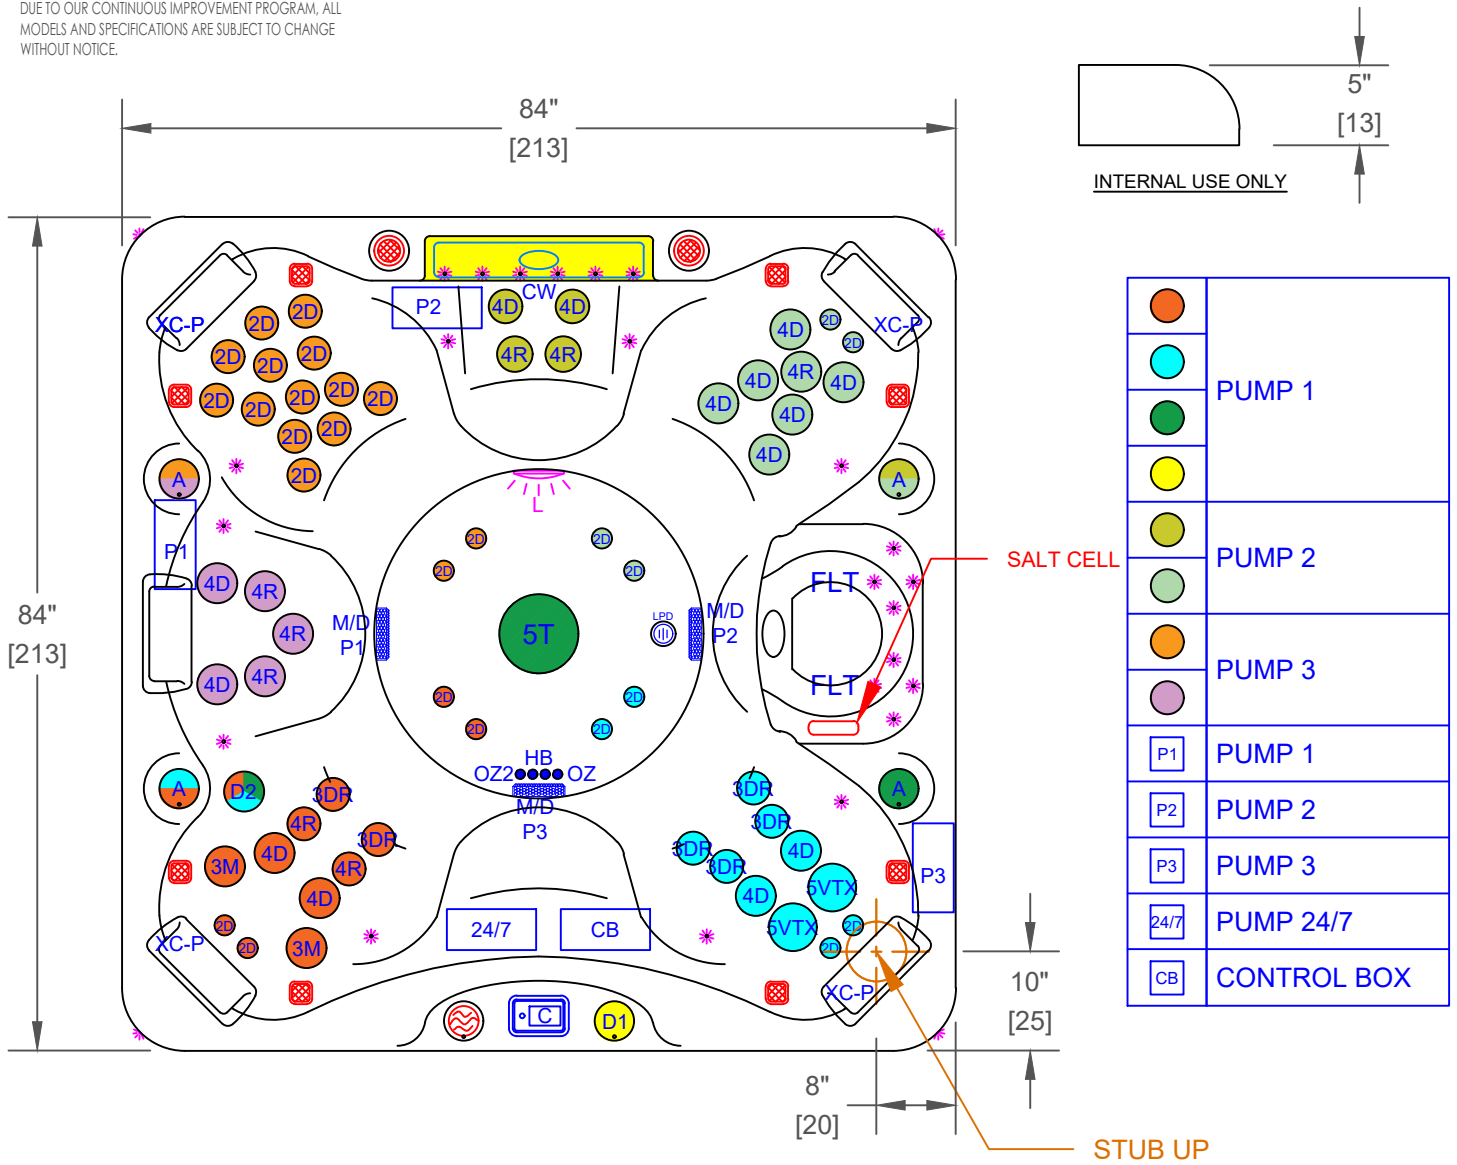 DUE TO OUR CONTINUOUS IMPROVEMENT PROGRAM, ALL
MODELS AND SPECIFICATIONS ARE SUBJECT TO CHANGE
WITHOUT NOTICE.
84"
[213]
5"
[13]
INTERNAL USE ONLY
84"
[213]
XC-P
P2
CW
4D
4D
4R
4R
XC-P
2D
2D
2D
2D
2D
2D
2D
2D
2D
2D
2D
2D
2D
4D
2D
2D
4D
4R
4D
4D
4D
4D
A
A
P1
L
4D
4R
4R
4R
4D
M/D
P1
2D
2D
2D
2D
5T
LPD
M/D
P2
2D
2D
2D
2D
FLT
FLT
SALT CELL
HB
OZ2
OZ
M/D
P3
A
D2
3DR
4R
3DR
4D
4R
3M
4D
2D
2D
3M
XC-P
3DR
3DR
3DR
3DR
4D
4D
5VTX
5VTX
2D
2D
A
P3
XC-P
24/7
CB
C
D1
10"
[25]
8"
[20]
STUB UP
PUMP 1
PUMP 2
PUMP 3
P1 PUMP 1
P2 PUMP 2
P3 PUMP 3
24/7 PUMP 24/7
CB CONTROL BOX